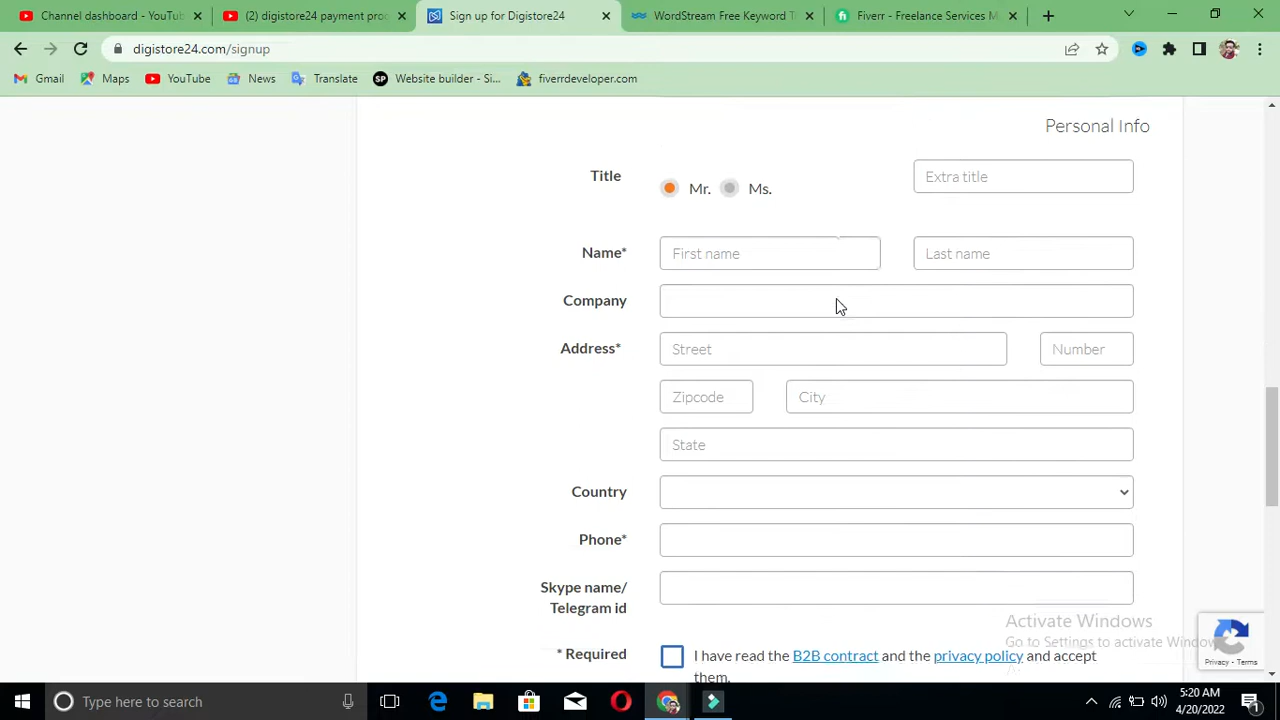 Channel dashboard - YouTu
(2) digistore24 payment pro
Sign up for Digistore24
WordStream Free Keyword T
Fiverr - Freelance Services M
digistore24.com/signup
Gmail
Maps
YouTube
News
Translate
Website builder - Si...
fiverrdeveloper.com
Personal Info
Title
Mr.
Ms.
Extra title
Name*
First name
Last name
Company
Address*
Street
Number
Zipcode
City
State
Country
Phone*
Skype name/
Telegram id
Activate Windows
Go to Settings to activate Window
* Required
I have read the B2B contract and the privacy policy and accept
them.
Privacy - Terms
Type here to search
5:20 AM
4/20/2022